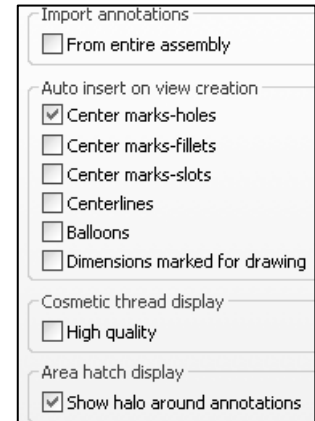 Import annotations
From entire assembly
Auto insert on view creation
Center marks-holes
Center marks-fillets
Center marks-slots
Centerlines
Balloons
Dimensions marked for drawing
Cosmetic thread display
High quality
Area hatch display
Show halo around annotations